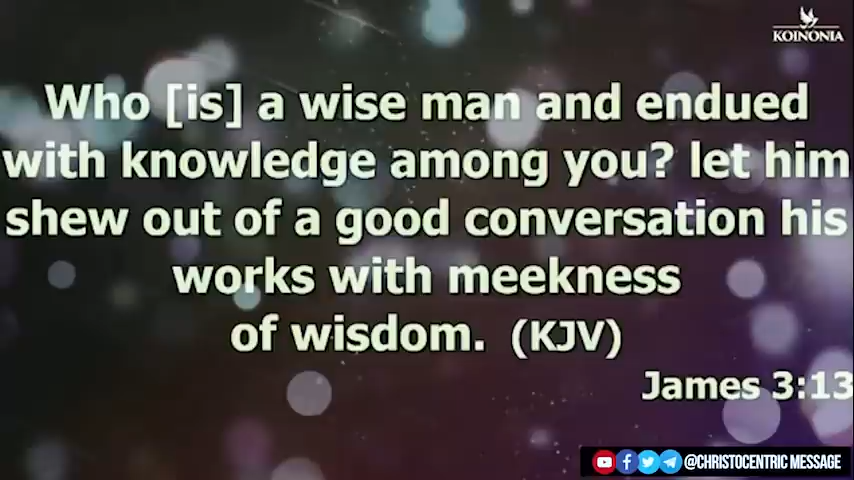 KOINONIA
Who [is] a wise man and endued
with knowledge among you? let him
shew out of a good conversation his
works with meekness
of wisdom. (KJV)
James 3:13
@CHRISTOCENTRIC MESSAGE